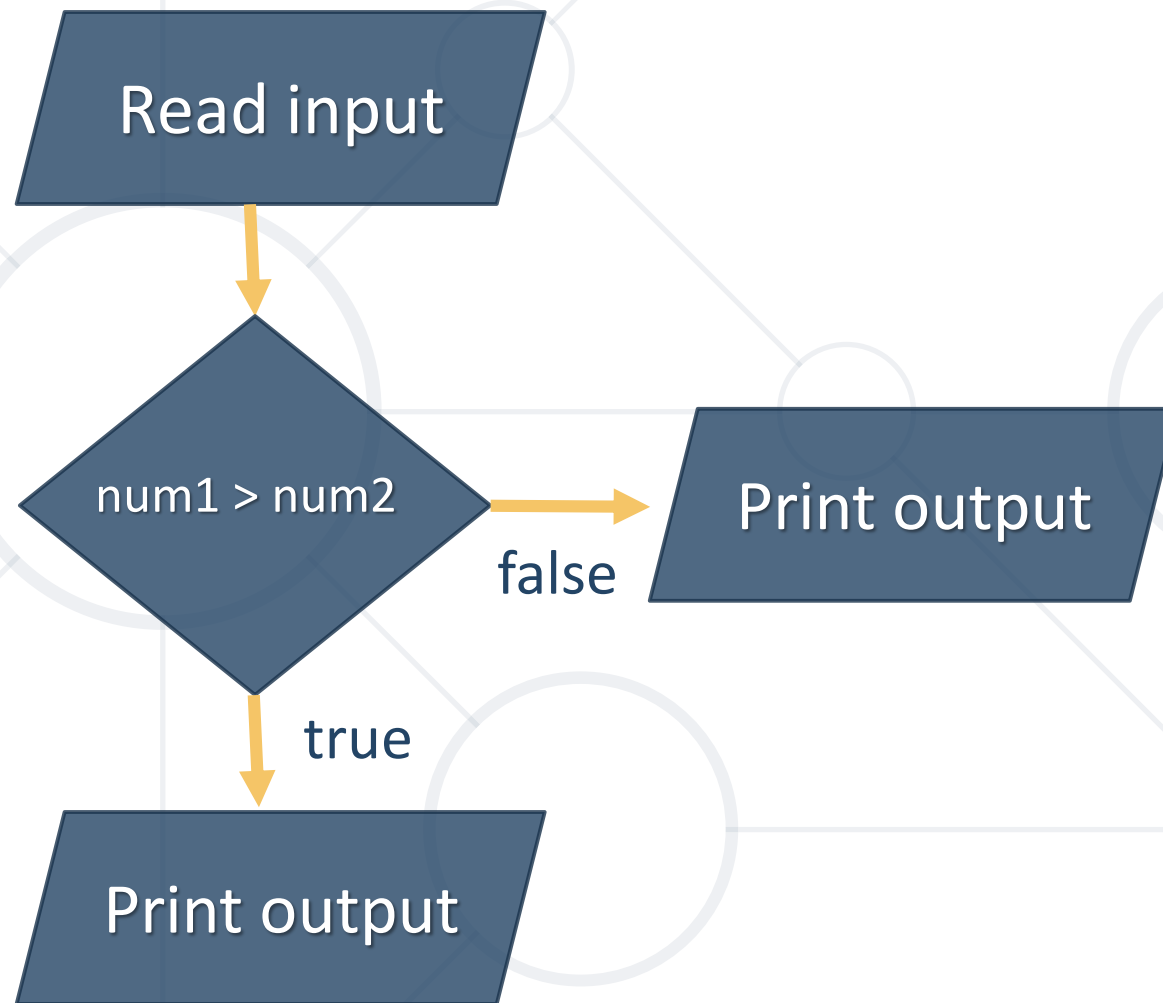 Read input
num1 > num2
false
Print output
true
Print output